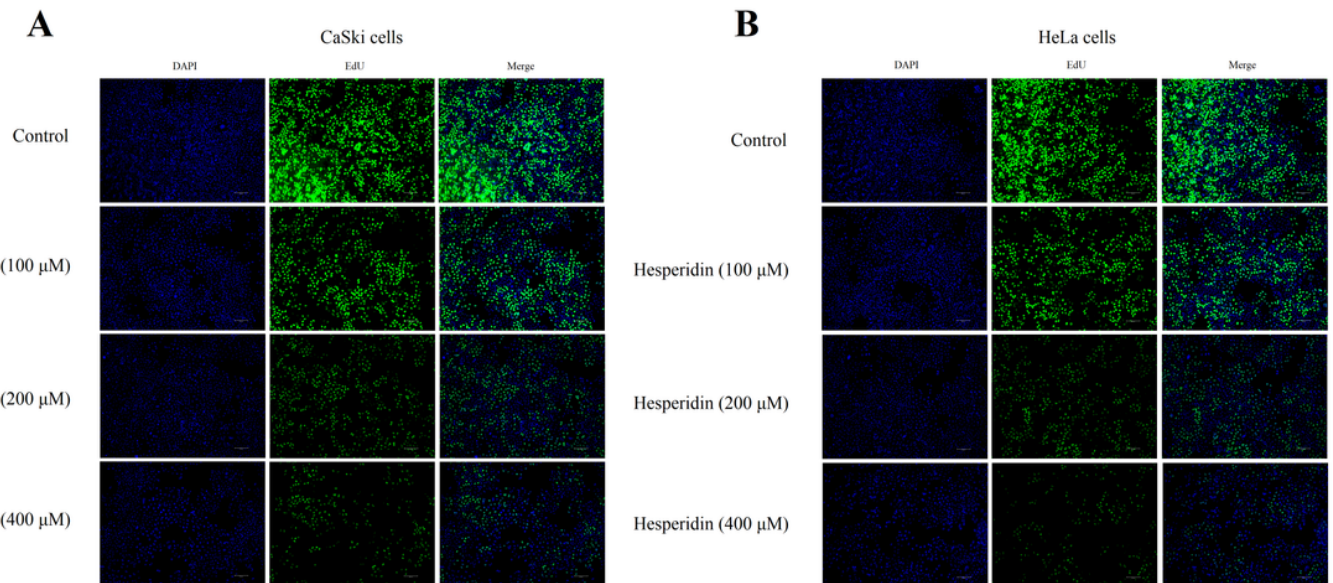 A
CaSki cells
DAPI EdU Merge
Control
(100 μM)
(200 μM)
(400 μM)
B
HeLa cells
DAPI EdU Merge
Control
Hesperidin (100 μM)
Hesperidin (200 μM)
Hesperidin (400 μM)